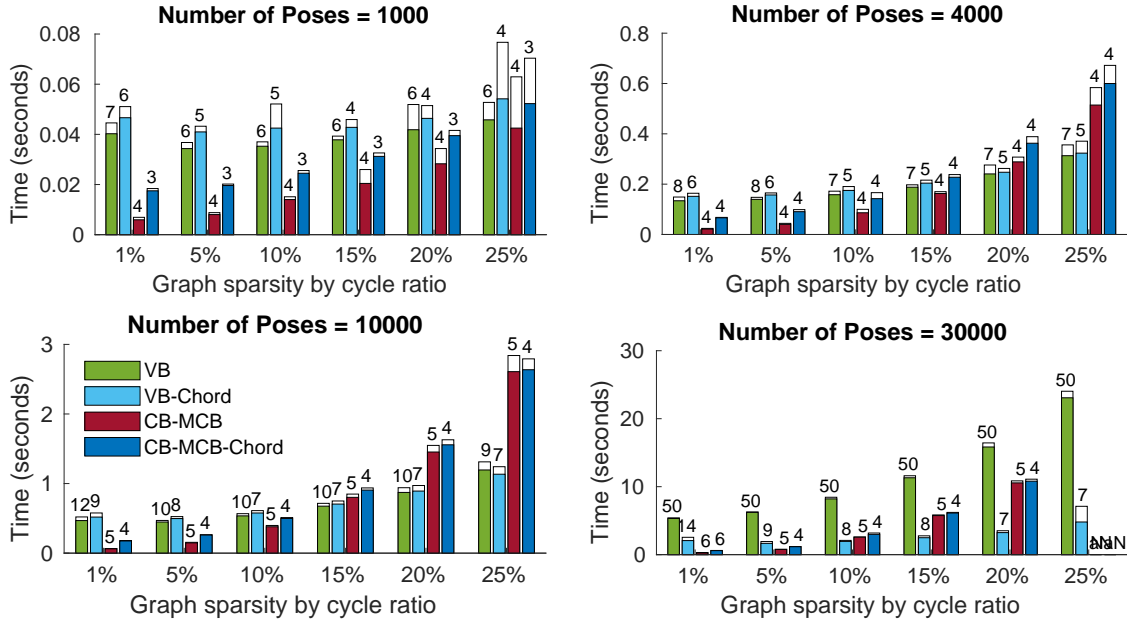 Number of Poses = 1000
Time (seconds)
0.08
0.06
0.04
0.02
0
7 6 4 3
6 5 4 3
6 5 4 3
6 4 4 3
6 4 4 3
6 4 4 3
1% 5% 10% 15% 20% 25%
Graph sparsity by cycle ratio
Number of Poses = 4000
Time (seconds)
0.8
0.6
0.4
0.2
0
8 6 4 4
8 6 4 4
7 5 4 4
7 5 4 4
7 5 4 4
7 5 4 4
1% 5% 10% 15% 20% 25%
Graph sparsity by cycle ratio
Number of Poses = 10000
Time (seconds)
3
2
1
0
VB
VB-Chord
CB-MCB
CB-MCB-Chord
12 9 5 4
10 8 5 4
10 7 5 4
10 7 5 4
10 7 5 4
9 7 5 4
1% 5% 10% 15% 20% 25%
Graph sparsity by cycle ratio
Number of Poses = 30000
Time (seconds)
30
20
10
0
50 14 6 6
50 9 5 4
50 8 5 4
50 8 5 4
50 7 5 4
50 7 NaN
1% 5% 10% 15% 20% 25%
Graph sparsity by cycle ratio